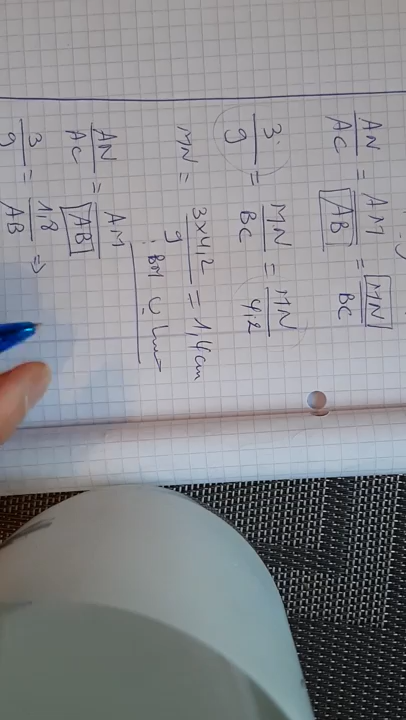 AN/AC = AM/AB = MN/BC
3/9 = MN/BC = MN/4,2
MN = 3×4,2/9 = 1,4 cm
AN/AC = AM/AB
3/9 = 1,8/AB ⇒